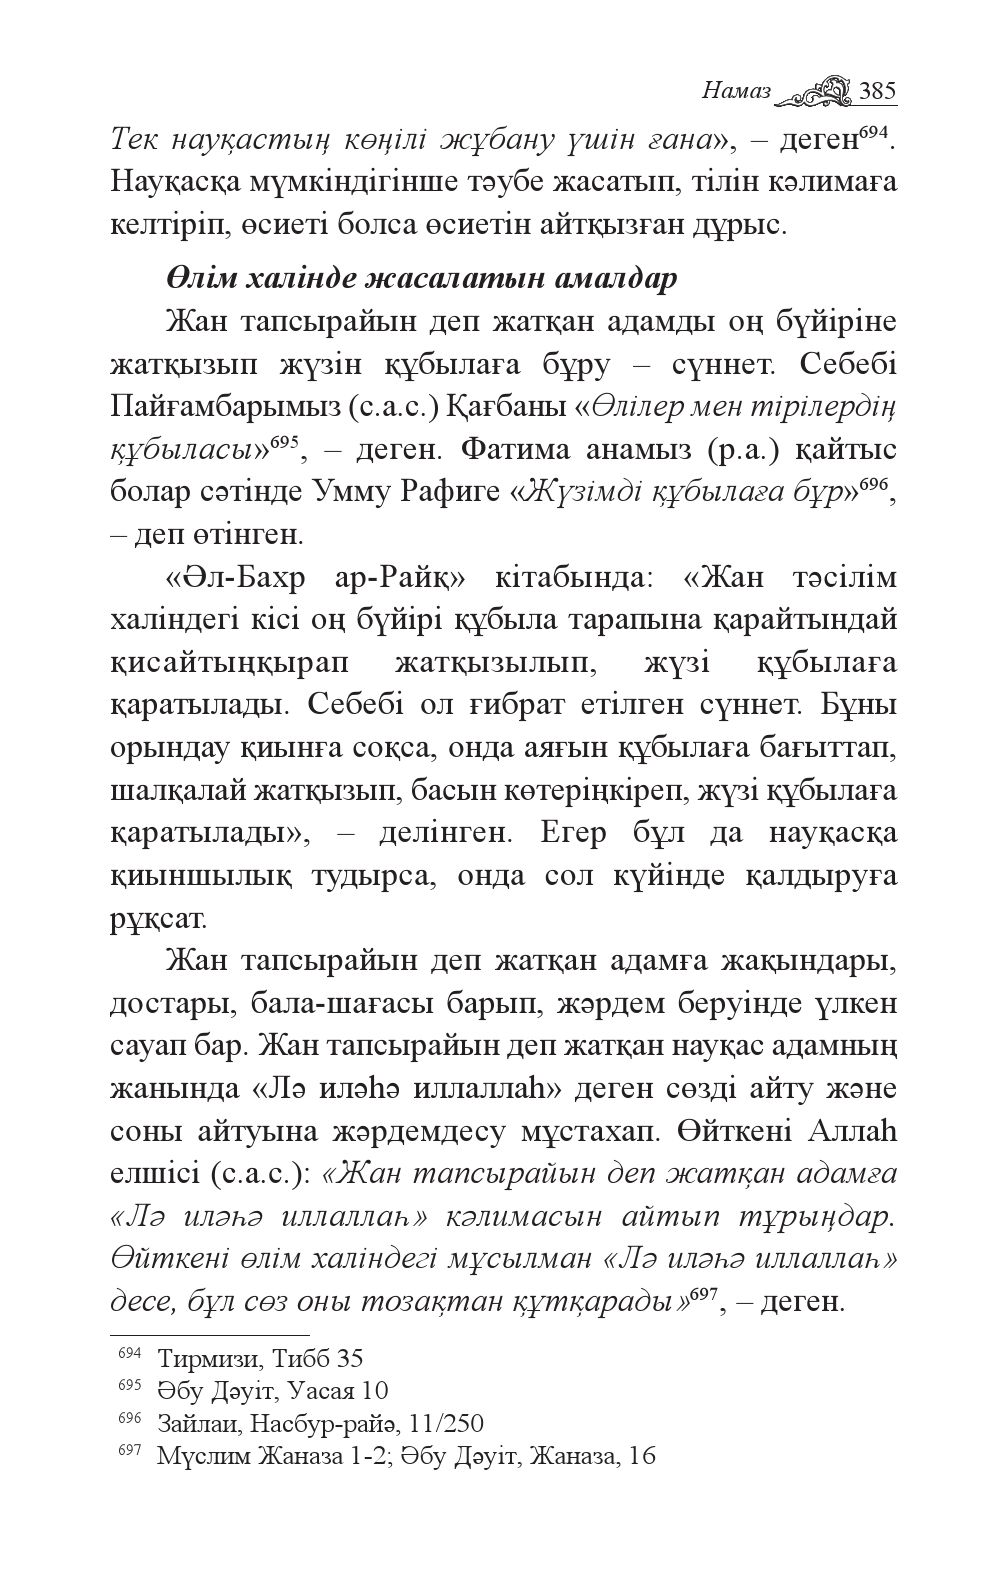 Намаз 385
Тек науқастың көңілі жұбану үшін ғана», – деген⁶⁹⁴.
Науқасқа мүмкіндігінше тәубе жасатып, тілін кәлимаға
келтіріп, өсиеті болса өсиетін айтқызған дұрыс.
Өлім халінде жасалатын амалдар
Жан тапсырайын деп жатқан адамды оң бүйіріне
жатқызып жүзін құбылаға бұру – сүннет. Себебі
Пайғамбарымыз (с.а.с.) Қағбаны «Өлілер мен тірілердің
құбыласы»⁶⁹⁵, – деген. Фатима анамыз (р.а.) қайтыс
болар сәтінде Умму Рафиге «Жүзімді құбылаға бұр»⁶⁹⁶,
– деп өтінген.
«Әл-Бахр ар-Райқ» кітабында: «Жан тәсілім
халіндегі кісі оң бүйірі құбыла тарапына қарайтындай
қисайтыңқырап жатқызылып, жүзі құбылаға
қаратылады. Себебі ол ғибрат етілген сүннет. Бұны
орындау қиынға соқса, онда аяғын құбылаға бағыттап,
шалқалай жатқызып, басын көтеріңкіреп, жүзі құбылаға
қаратылады», – делінген. Егер бұл да науқасқа
қиыншылық тудырса, онда сол күйінде қалдыруға
рұқсат.
Жан тапсырайын деп жатқан адамға жақындары,
достары, бала-шағасы барып, жәрдем беруінде үлкен
сауап бар. Жан тапсырайын деп жатқан науқас адамның
жанында «Лә иләһә иллаллаһ» деген сөзді айту және
соны айтуына жәрдемдесу мұстахап. Өйткені Аллаһ
елшісі (с.а.с.): «Жан тапсырайын деп жатқан адамға
«Лә иләһә иллаллаһ» кәлимасын айтып тұрыңдар.
Өйткені өлім халіндегі мұсылман «Лә иләһә иллаллаһ»
десе, бұл сөз оны тозақтан құтқарады»⁶⁹⁷, – деген.
⁶⁹⁴ Тирмизи, Тибб 35
⁶⁹⁵ Әбу Дәуіт, Уасая 10
⁶⁹⁶ Зайлаи, Насбур-райә, 11/250
⁶⁹⁷ Мүслим Жаназа 1-2; Әбу Дәуіт, Жаназа, 16